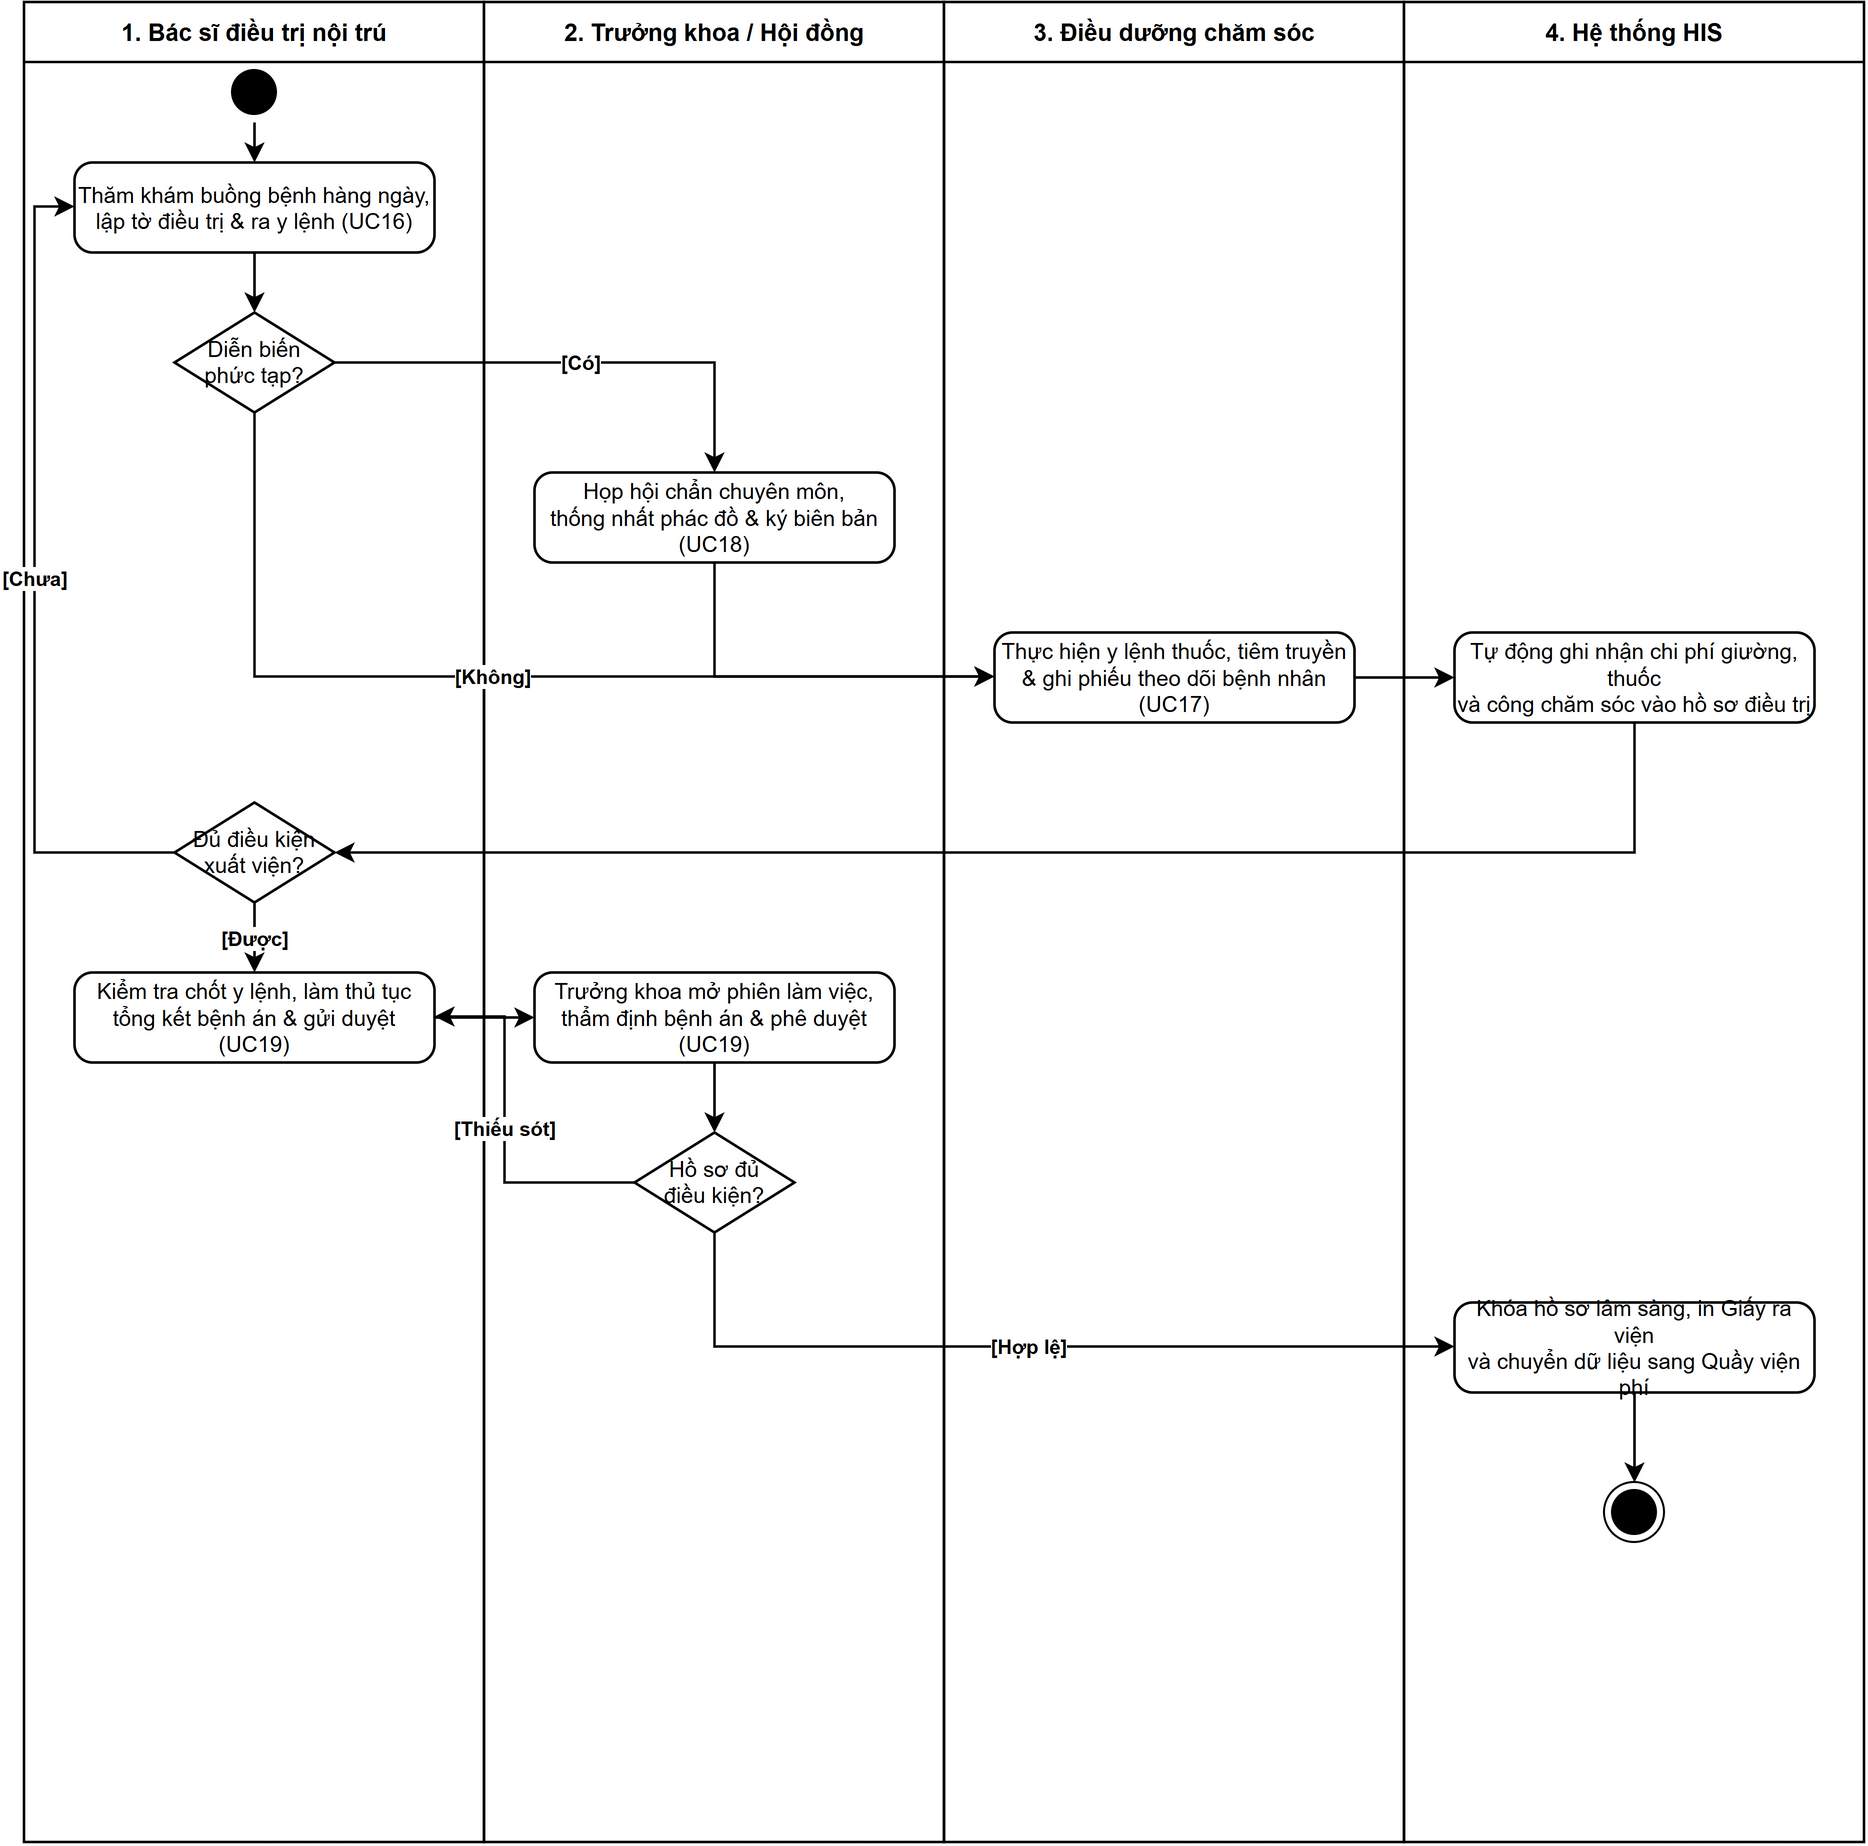 1. Bác sĩ điều trị nội trú
2. Trưởng khoa / Hội đồng
3. Điều dưỡng chăm sóc
4. Hệ thống HIS
Thăm khám buồng bệnh hàng ngày,
lập tờ điều trị & ra y lệnh (UC16)
Diễn biến
phức tạp?
[Có]
Họp hội chẩn chuyên môn,
thống nhất phác đồ & ký biên bản
(UC18)
[Chưa]
[Không]
Thực hiện y lệnh thuốc, tiêm truyền
& ghi phiếu theo dõi bệnh nhân
(UC17)
Tự động ghi nhận chi phí giường,
thuốc
và công chăm sóc vào hồ sơ điều trị
Đủ điều kiện
xuất viện?
[Được]
Kiểm tra chốt y lệnh, làm thủ tục
tổng kết bệnh án & gửi duyệt
(UC19)
Trưởng khoa mở phiên làm việc,
thẩm định bệnh án & phê duyệt
(UC19)
[Thiếu sót]
Hồ sơ đủ
điều kiện?
[Hợp lệ]
Khóa hồ sơ lâm sàng, in Giấy ra
viện
và chuyển dữ liệu sang Quầy viện
phí